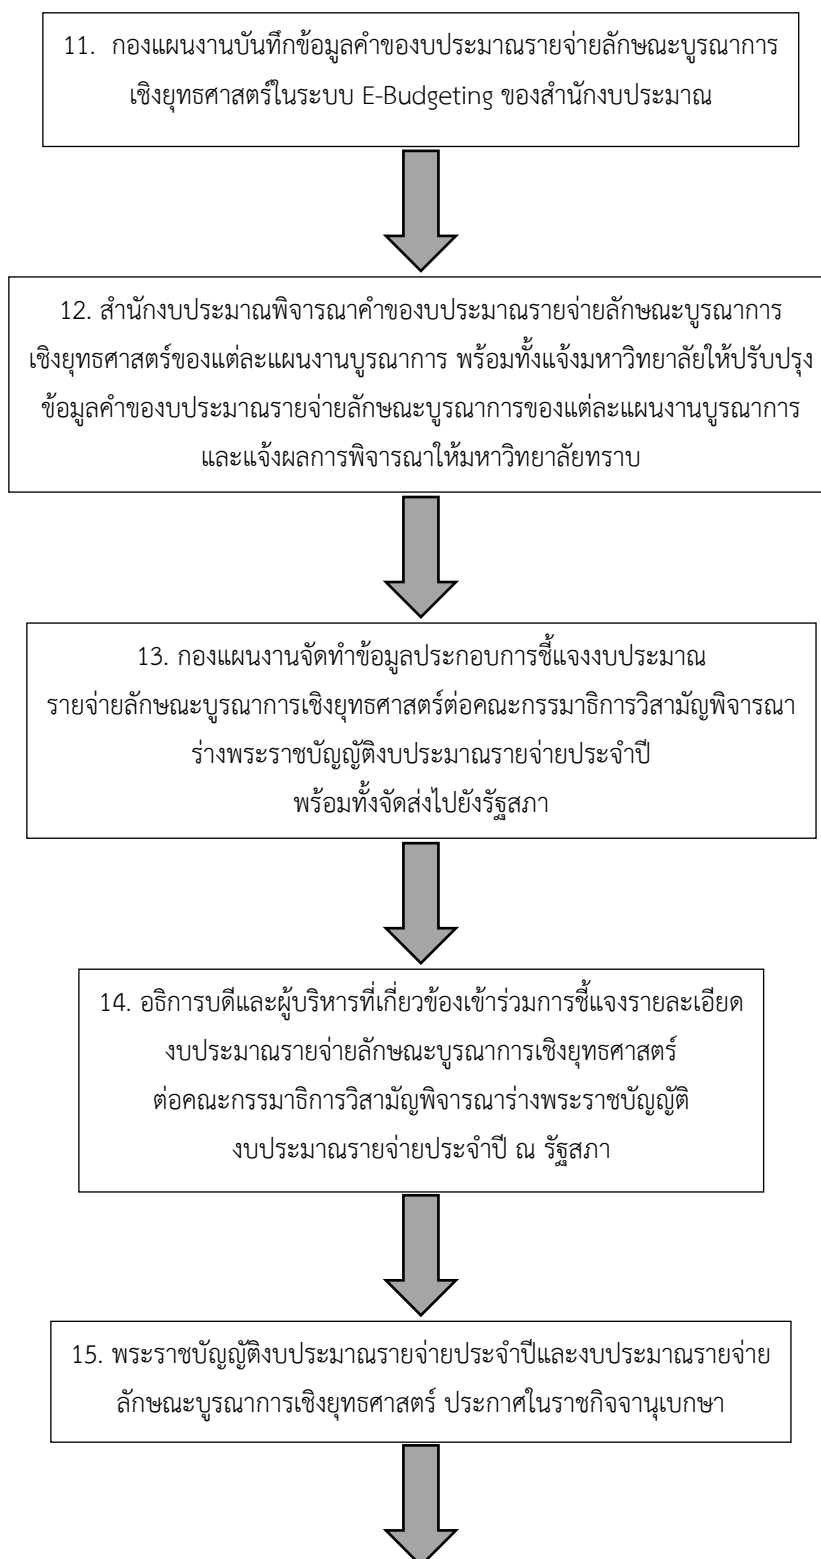 11. กองแผนงานบันทึกข้อมูลคำของบประมาณรายจ่ายลักษณะบูรณาการ
เชิงยุทธศาสตร์ในระบบ E-Budgeting ของสำนักงบประมาณ
12. สำนักงบประมาณพิจารณาคำของบประมาณรายจ่ายลักษณะบูรณาการ
เชิงยุทธศาสตร์ของแต่ละแผนงานบูรณาการ พร้อมทั้งแจ้งมหาวิทยาลัยให้ปรับปรุง
ข้อมูลคำของบประมาณรายจ่ายลักษณะบูรณาการของแต่ละแผนงานบูรณาการ
และแจ้งผลการพิจารณาให้มหาวิทยาลัยทราบ
13. กองแผนงานจัดทำข้อมูลประกอบการชี้แจงงบประมาณ
รายจ่ายลักษณะบูรณาการเชิงยุทธศาสตร์ต่อคณะกรรมาธิการวิสามัญพิจารณา
ร่างพระราชบัญญัติงบประมาณรายจ่ายประจำปี
พร้อมทั้งจัดส่งไปยังรัฐสภา
14. อธิการบดีและผู้บริหารที่เกี่ยวข้องเข้าร่วมการชี้แจงรายละเอียด
งบประมาณรายจ่ายลักษณะบูรณาการเชิงยุทธศาสตร์
ต่อคณะกรรมาธิการวิสามัญพิจารณาร่างพระราชบัญญัติ
งบประมาณรายจ่ายประจำปี ณ รัฐสภา
15. พระราชบัญญัติงบประมาณรายจ่ายประจำปีและงบประมาณรายจ่าย
ลักษณะบูรณาการเชิงยุทธศาสตร์ ประกาศในราชกิจจานุเบกษา